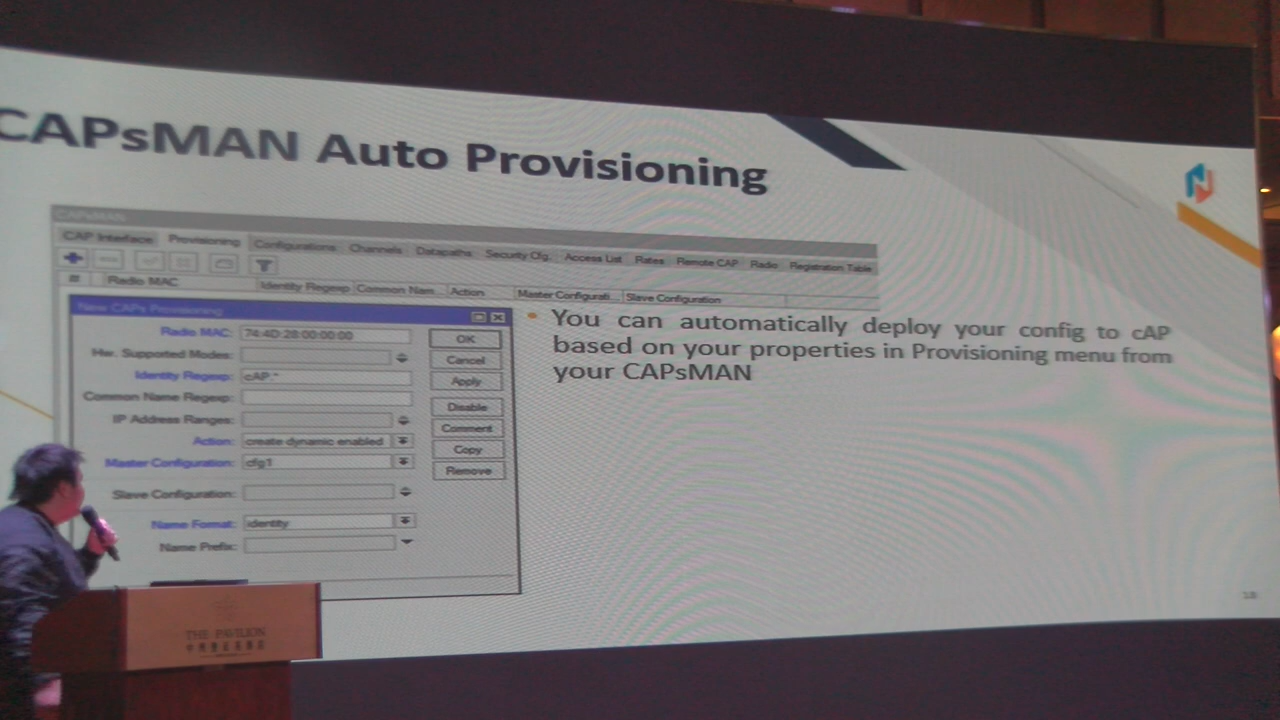 CAPsMAN Auto Provisioning
CAPsMAN
CAP Interface Provisioning Configurations Channels Datapaths Security Cfg. Access List Rates Remote CAP Radio Registration Table
# Radio MAC Identity Regexp Common Nam... Action Master Configurati... Slave Configuration
New CAPs Provisioning
Radio MAC: 74:4D:28:00:00:00 OK
Hw. Supported Modes: Cancel
Identity Regexp: cAP.* Apply
Common Name Regexp:
IP Address Ranges: Disable
Action: create dynamic enabled Comment
Master Configuration: cfg1 Copy
Remove
Slave Configuration:
Name Format: identity
Name Prefix:
• You can automatically deploy your config to cAP
based on your properties in Provisioning menu from
your CAPsMAN
18
THE PAVILION